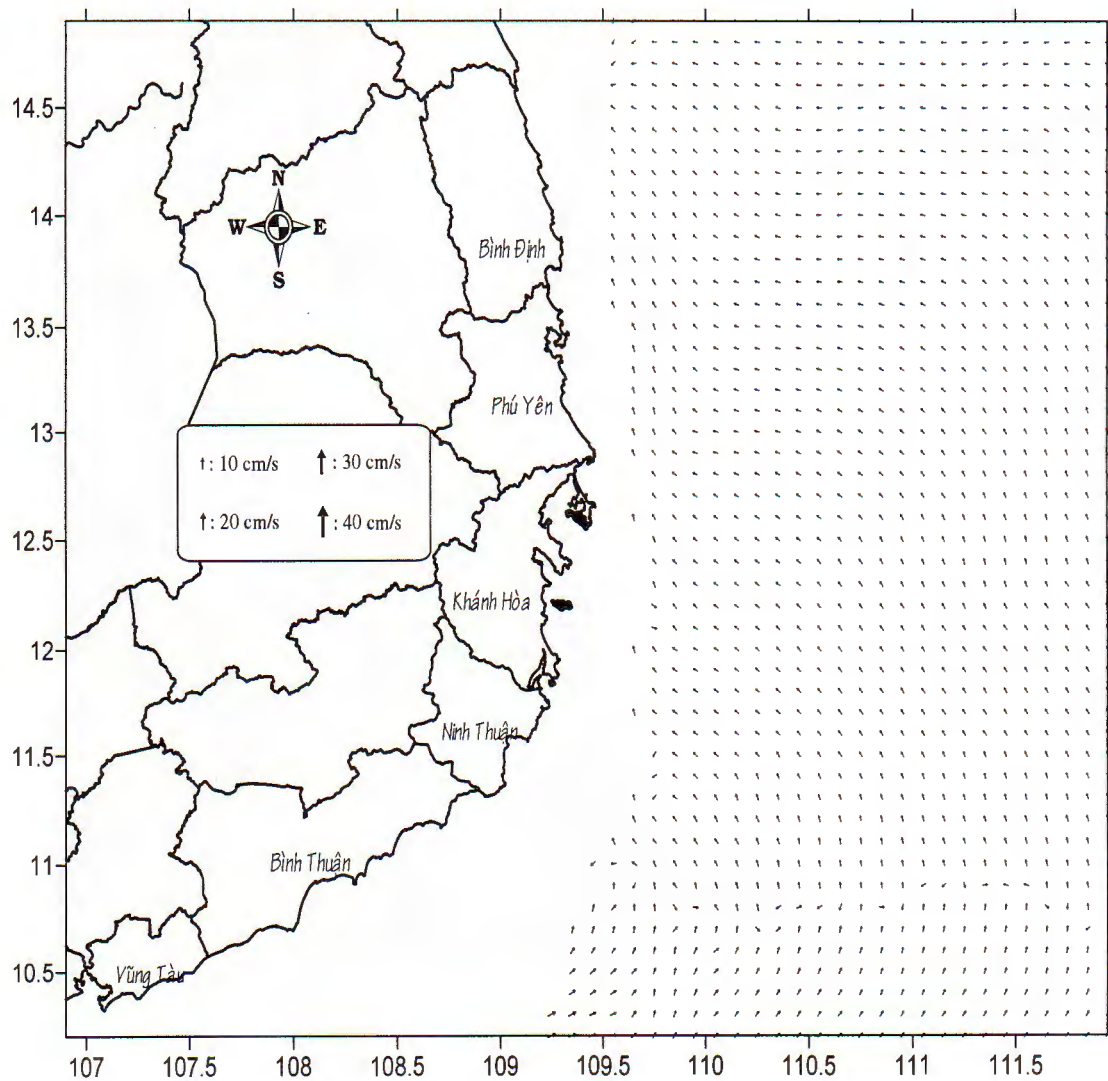 14.5
14
13.5
13
12.5
12
11.5
11
10.5
N
W E
S
Bình Định
Phú Yên
↑: 10 cm/s ↑: 30 cm/s
↑: 20 cm/s ↑: 40 cm/s
Khánh Hòa
Ninh Thuận
Bình Thuận
Vũng Tàu
107 107.5 108 108.5 109 109.5 110 110.5 111 111.5